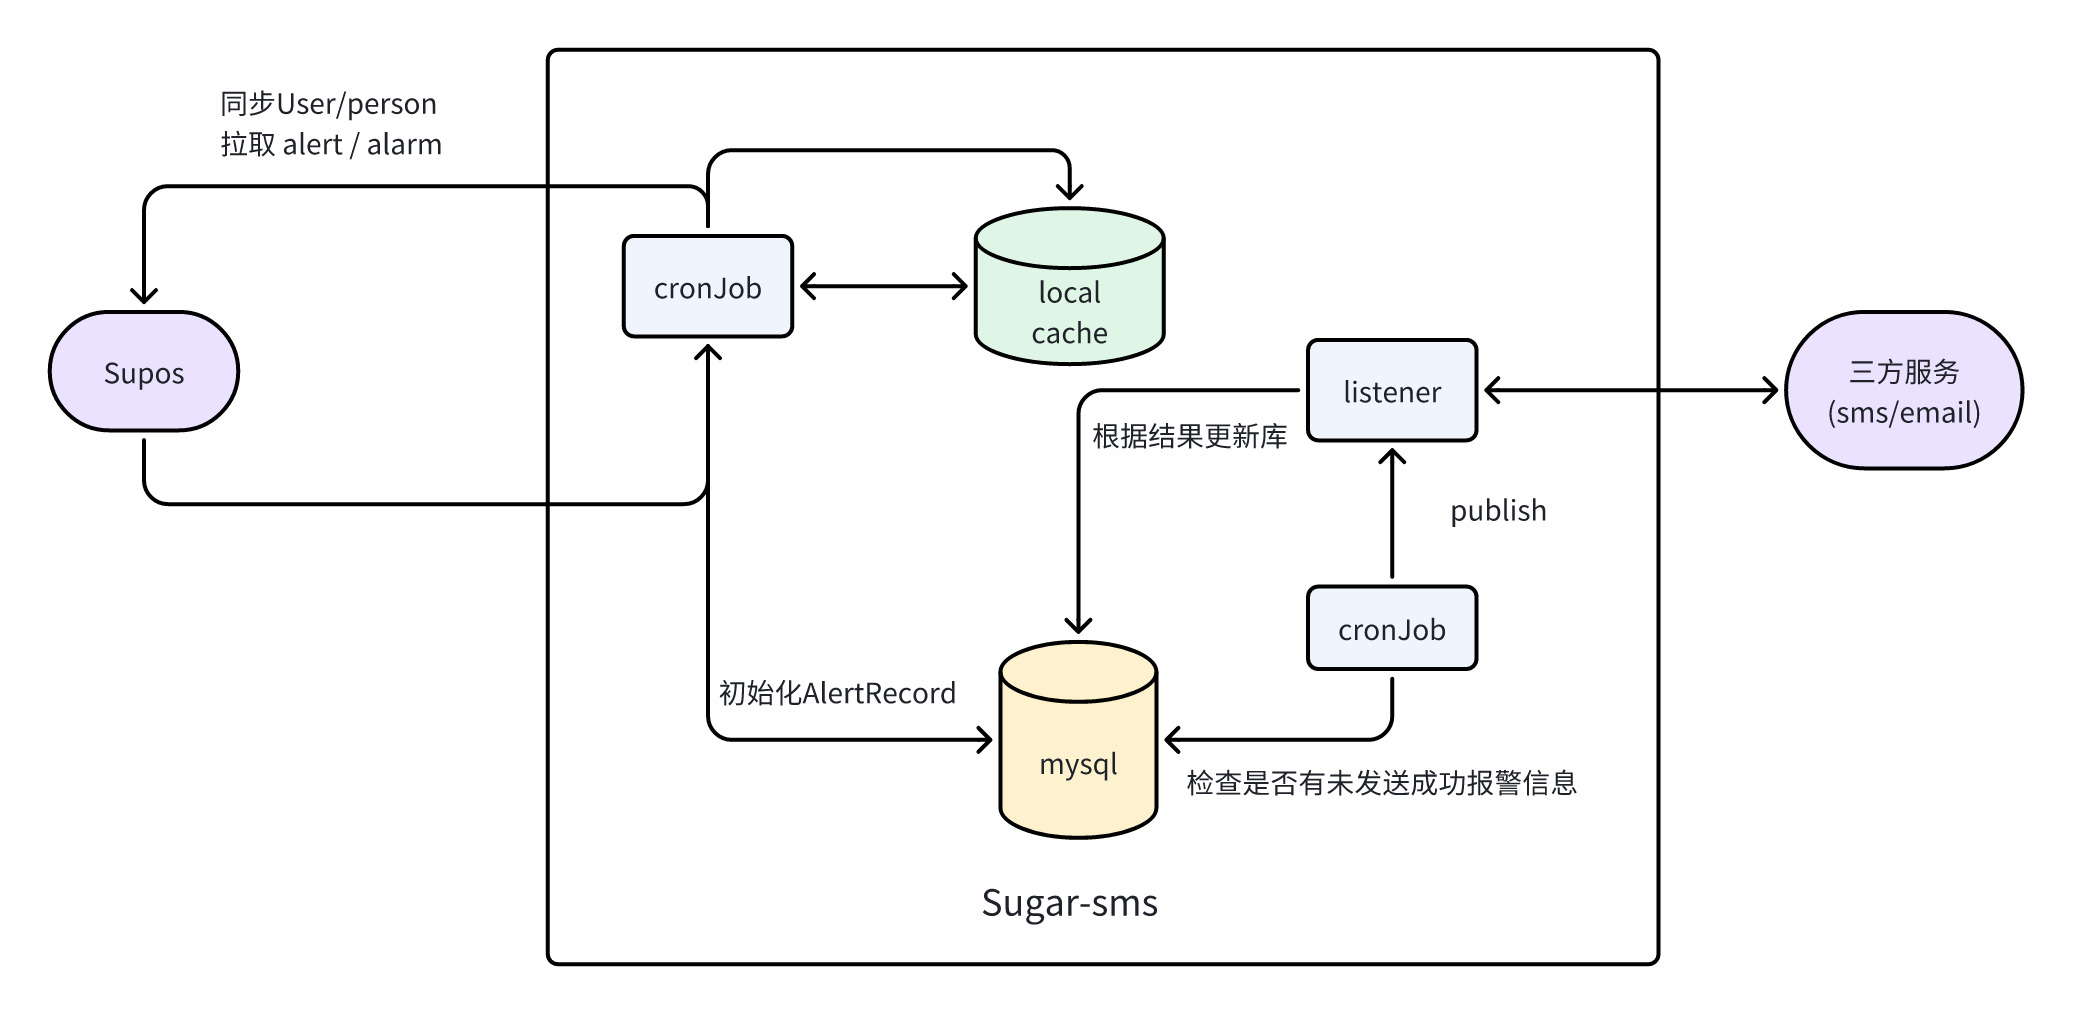 同步User/person
拉取 alert / alarm
cronJob
local
cache
Supos
listener
三方服务
(sms/email)
根据结果更新库
publish
cronJob
初始化AlertRecord
mysql
检查是否有未发送成功报警信息
Sugar-sms